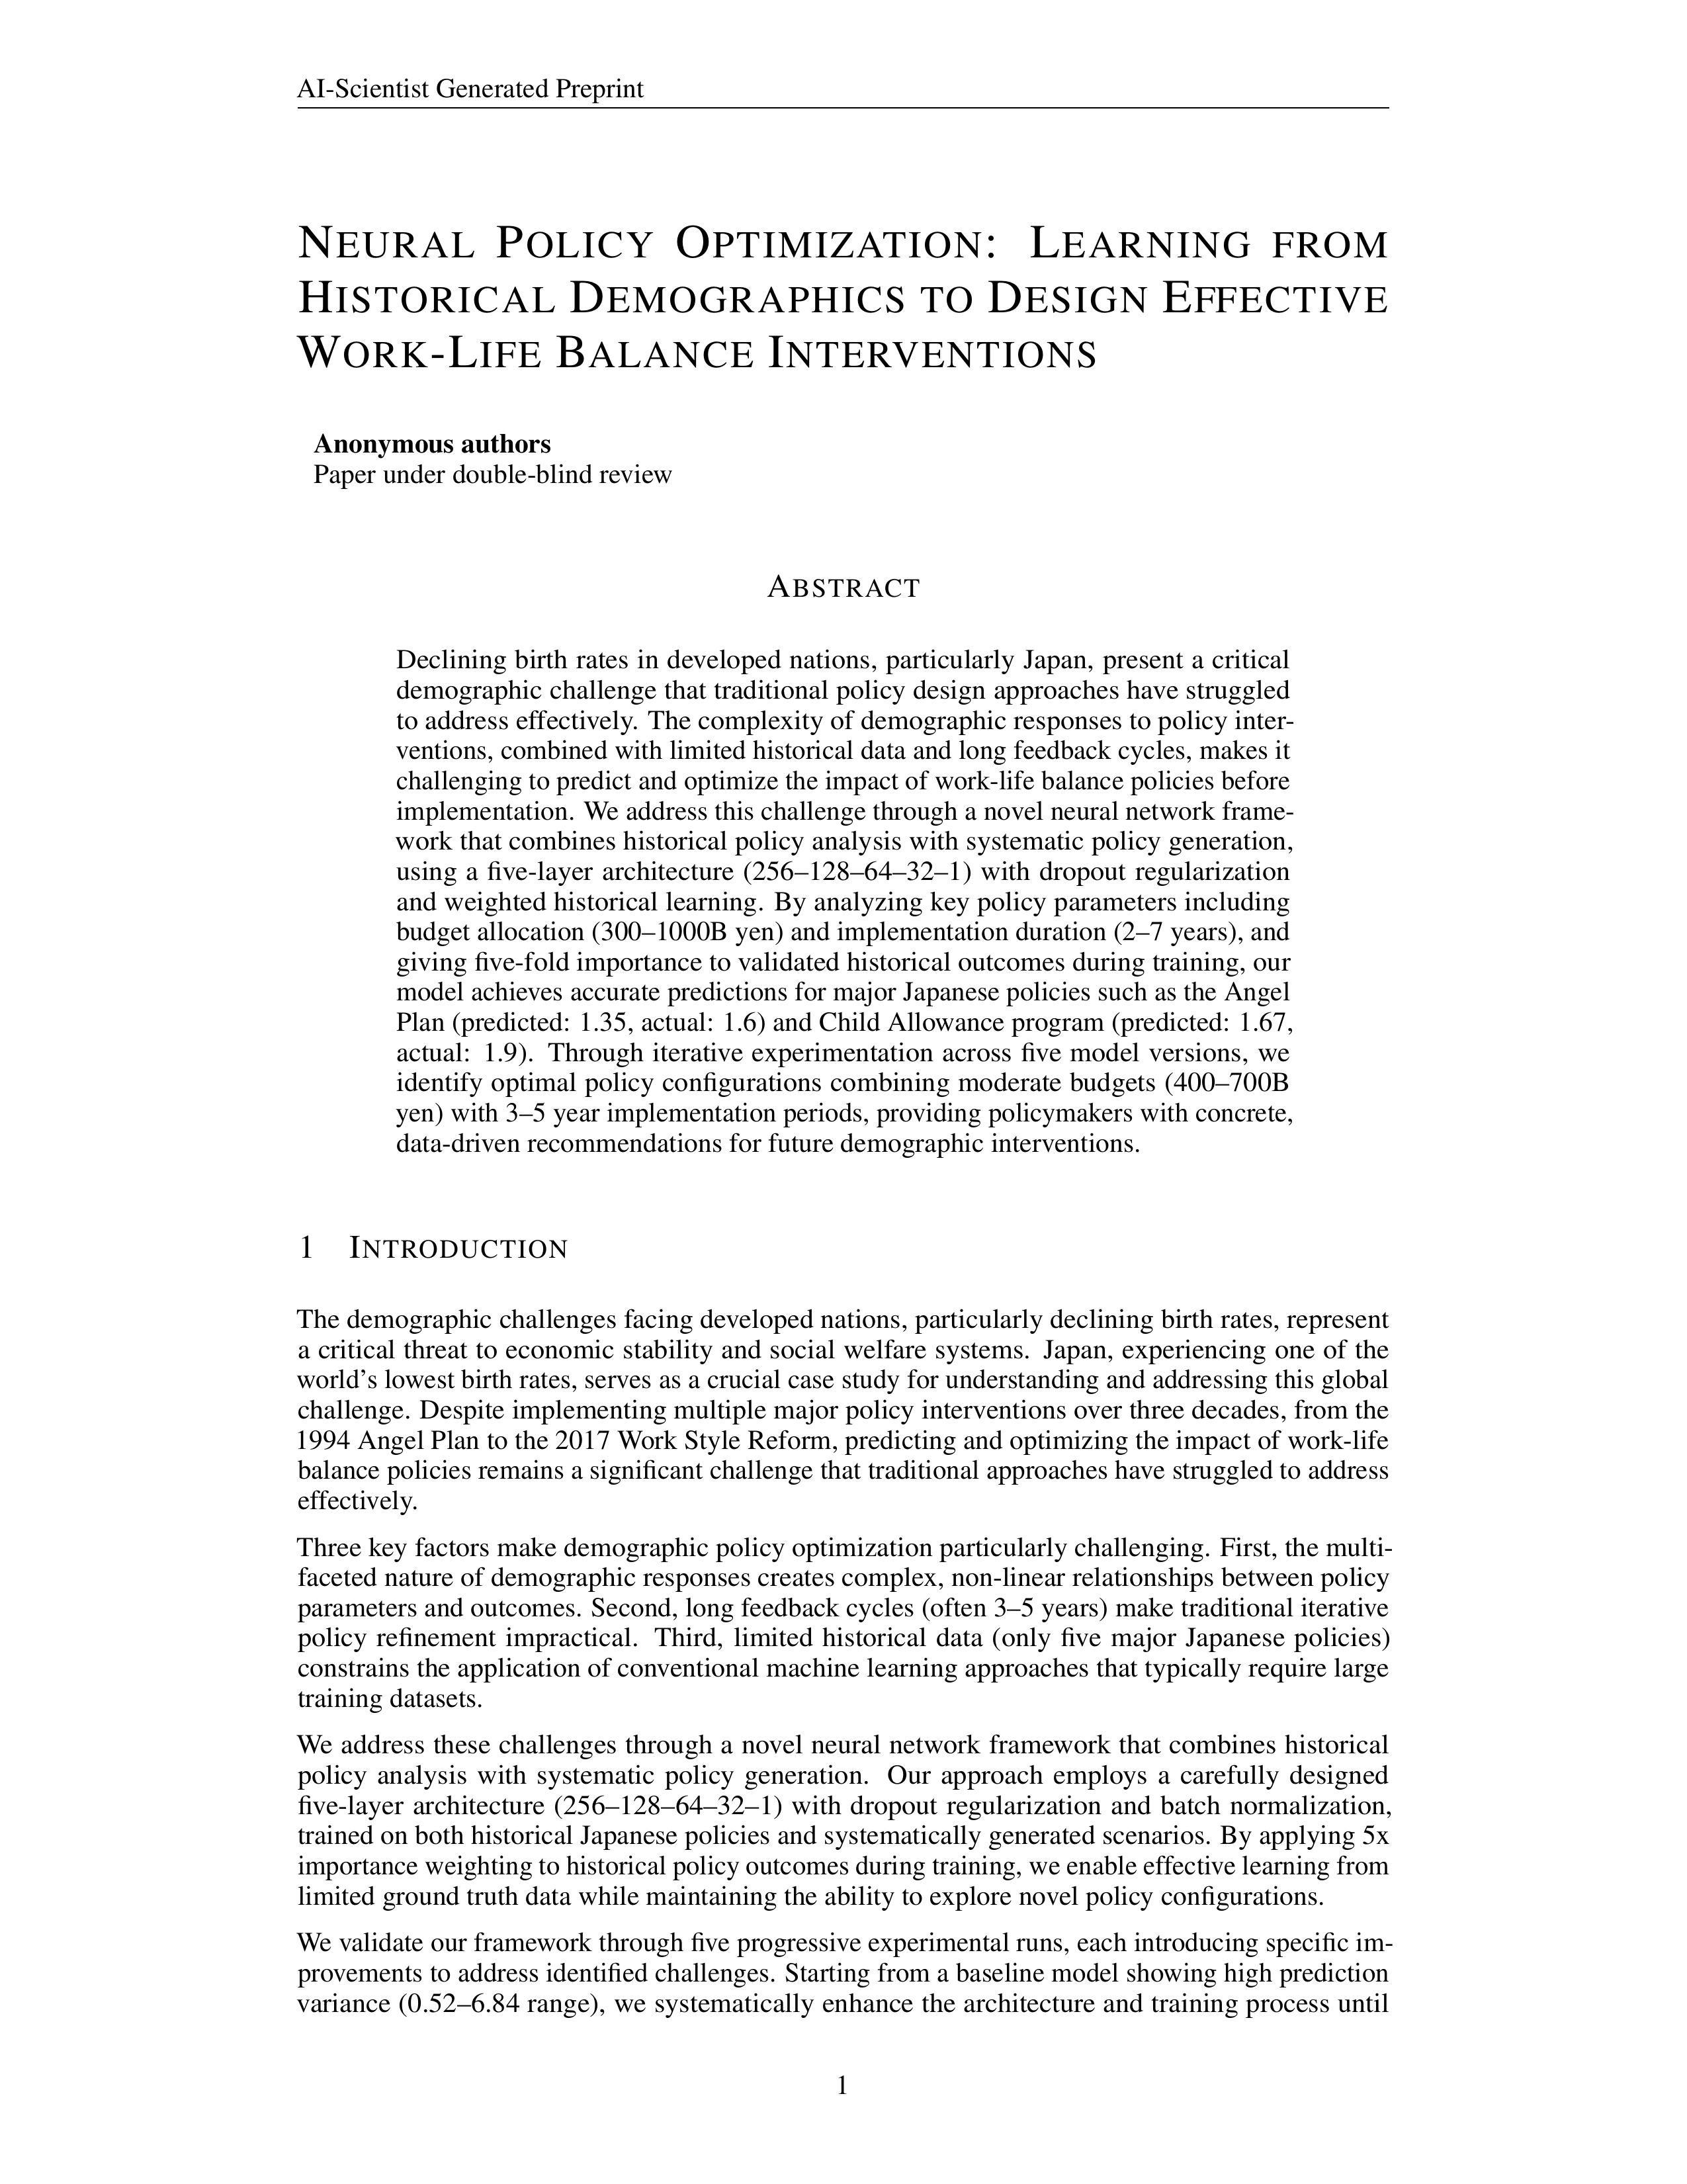 AI-Scientist Generated Preprint
NEURAL POLICY OPTIMIZATION: LEARNING FROM
HISTORICAL DEMOGRAPHICS TO DESIGN EFFECTIVE
WORK-LIFE BALANCE INTERVENTIONS
Anonymous authors
Paper under double-blind review
ABSTRACT
Declining birth rates in developed nations, particularly Japan, present a critical
demographic challenge that traditional policy design approaches have struggled
to address effectively. The complexity of demographic responses to policy inter-
ventions, combined with limited historical data and long feedback cycles, makes it
challenging to predict and optimize the impact of work-life balance policies before
implementation. We address this challenge through a novel neural network frame-
work that combines historical policy analysis with systematic policy generation,
using a five-layer architecture (256–128–64–32–1) with dropout regularization
and weighted historical learning. By analyzing key policy parameters including
budget allocation (300–1000B yen) and implementation duration (2–7 years), and
giving five-fold importance to validated historical outcomes during training, our
model achieves accurate predictions for major Japanese policies such as the Angel
Plan (predicted: 1.35, actual: 1.6) and Child Allowance program (predicted: 1.67,
actual: 1.9). Through iterative experimentation across five model versions, we
identify optimal policy configurations combining moderate budgets (400–700B
yen) with 3–5 year implementation periods, providing policymakers with concrete,
data-driven recommendations for future demographic interventions.
1 INTRODUCTION
The demographic challenges facing developed nations, particularly declining birth rates, represent
a critical threat to economic stability and social welfare systems. Japan, experiencing one of the
world's lowest birth rates, serves as a crucial case study for understanding and addressing this global
challenge. Despite implementing multiple major policy interventions over three decades, from the
1994 Angel Plan to the 2017 Work Style Reform, predicting and optimizing the impact of work-life
balance policies remains a significant challenge that traditional approaches have struggled to address
effectively.
Three key factors make demographic policy optimization particularly challenging. First, the multi-
faceted nature of demographic responses creates complex, non-linear relationships between policy
parameters and outcomes. Second, long feedback cycles (often 3–5 years) make traditional iterative
policy refinement impractical. Third, limited historical data (only five major Japanese policies)
constrains the application of conventional machine learning approaches that typically require large
training datasets.
We address these challenges through a novel neural network framework that combines historical
policy analysis with systematic policy generation. Our approach employs a carefully designed
five-layer architecture (256–128–64–32–1) with dropout regularization and batch normalization,
trained on both historical Japanese policies and systematically generated scenarios. By applying 5x
importance weighting to historical policy outcomes during training, we enable effective learning from
limited ground truth data while maintaining the ability to explore novel policy configurations.
We validate our framework through five progressive experimental runs, each introducing specific im-
provements to address identified challenges. Starting from a baseline model showing high prediction
variance (0.52–6.84 range), we systematically enhance the architecture and training process until
1